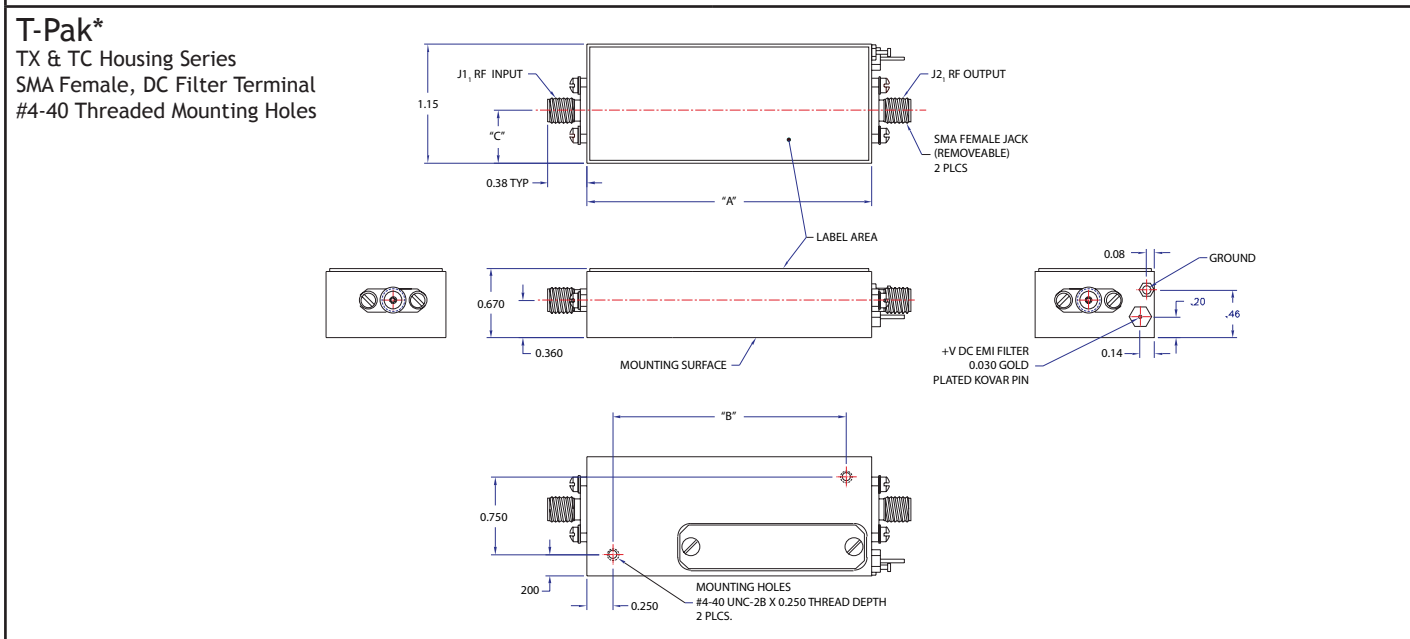 T-Pak*
TX & TC Housing Series
SMA Female, DC Filter Terminal
#4-40 Threaded Mounting Holes
J1, RF INPUT
J2, RF OUTPUT
1.15
"C"
SMA FEMALE JACK
(REMOVEABLE)
2 PLCS
0.38 TYP
"A"
LABEL AREA
0.670
0.360
MOUNTING SURFACE
0.08
GROUND
.20
.46
+V DC EMI FILTER
0.030 GOLD
PLATED KOVAR PIN
0.14
"B"
0.750
200
0.250
MOUNTING HOLES
#4-40 UNC-2B X 0.250 THREAD DEPTH
2 PLCS.